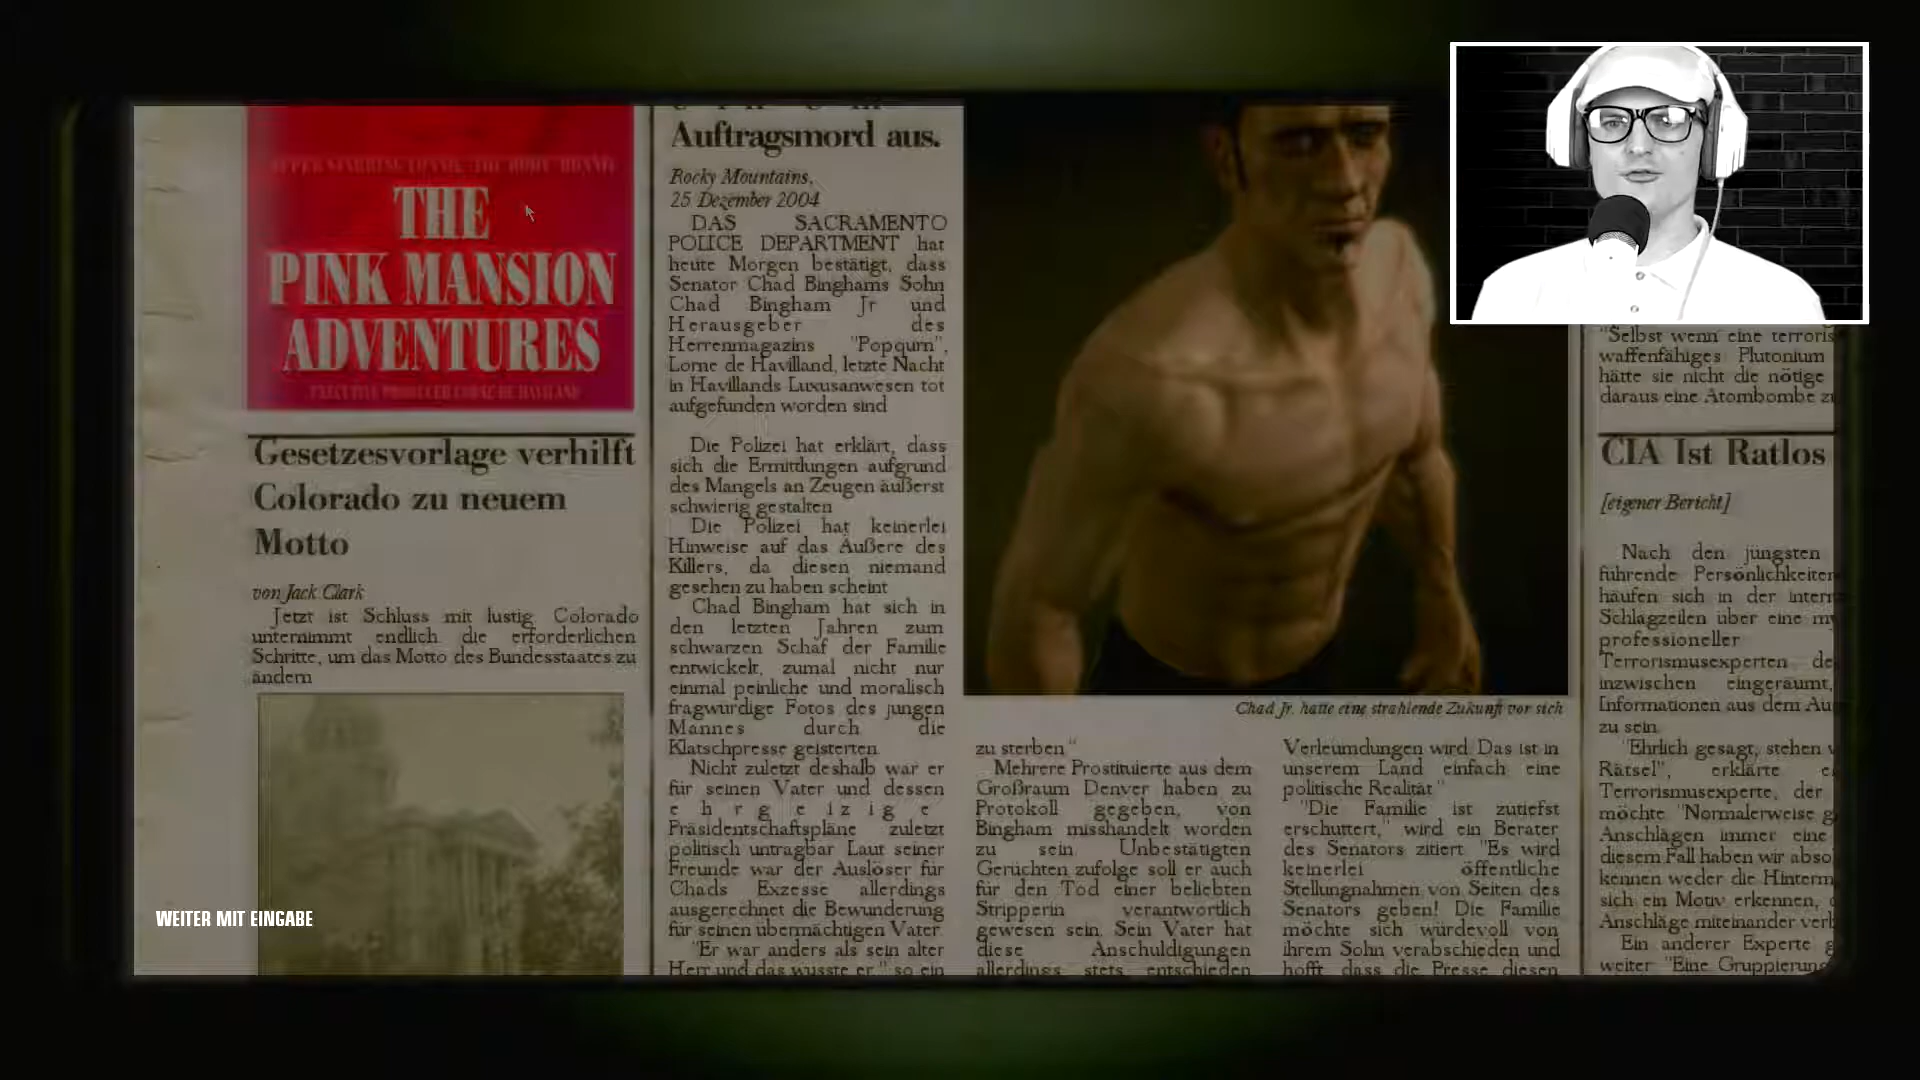 THE
PINK MANSION
ADVENTURES
EXECUTIVE PRODUCER LORNE DE HAVILLAND
Gesetzesvorlage verhilft
Colorado zu neuem
Motto
von Jack Clark
Jetzt ist Schluss mit lustig Colorado
unternimmt endlich die erforderlichen
Schritte, um das Motto des Bundesstaates zu
ändern
WEITER MIT EINGABE
Auftragsmord aus.
Rocky Mountains,
25 Dezember 2004
DAS SACRAMENTO
POLICE DEPARTMENT hat
heute Morgen bestätigt, dass
Senator Chad Binghams Sohn
Chad Bingham Jr und
Herausgeber des
Herrenmagazins "Popqurn",
Lorne de Havilland, letzte Nacht
in Havillands Luxusanwesen tot
aufgefunden worden sind
Die Polizei hat erklärt, dass
sich die Ermittlungen aufgrund
des Mangels an Zeugen äußerst
schwierig gestalten
Die Polizei hat keinerlei
Hinweise auf das Äußere des
Killers, da diesen niemand
gesehen zu haben scheint
Chad Bingham hat sich in
den letzten Jahren zum
schwarzen Schaf der Familie
entwickelt, zumal nicht nur
einmal peinliche und moralisch
fragwürdige Fotos des jungen
Mannes durch die
Klatschpresse geisterten.
Nicht zuletzt deshalb war er
für seinen Vater und dessen
ehrgeizige
Präsidentschaftspläne zuletzt
politisch untragbar Laut seiner
Freunde war der Auslöser für
Chads Exzesse allerdings
ausgerechnet die Bewunderung
für seinen übermächtigen Vater.
"Er war anders als sein alter
Herr und das wusste er," so ein
Chad Jr. hatte eine strahlende Zukunft vor sich
zu sterben"
Mehrere Prostituierte aus dem
Großraum Denver haben zu
Protokoll gegeben, von
Bingham misshandelt worden
zu sein Unbestätigten
Gerüchten zufolge soll er auch
für den Tod einer beliebten
Stripperin verantwortlich
gewesen sein. Sein Vater hat
diese Anschuldigungen
allerdings stets entschieden
Verleumdungen wird. Das ist in
unserem Land einfach eine
politische Realität"
"Die Familie ist zutiefst
erschüttert," wird ein Berater
des Senators zitiert "Es wird
keinerlei öffentliche
Stellungnahmen von Seiten des
Senators geben! Die Familie
möchte sich würdevoll von
ihrem Sohn verabschieden und
hofft dass die Presse diesen
"Selbst wenn eine terroris
waffenfähiges Plutonium
hätte sie nicht die nötige
daraus eine Atombombe z
CIA Ist Ratlos
[eigener Bericht]
Nach den jüngsten
führende Persönlichkeiten
häufen sich in der intern
Schlagzeilen über eine my
professioneller
Terrorismusexperten de
inzwischen eingeräumt,
Informationen aus dem Au
zu sein.
"Ehrlich gesagt, stehen
Rätsel", erklärte
Terrorismusexperte, der
möchte "Normalerweise g
Anschlägen immer eine
diesem Fall haben wir abso
kennen weder die Hinterm
sich ein Motiv erkennen,
Anschläge miteinander verb
Ein anderer Experte g
weiter "Eine Gruppierung